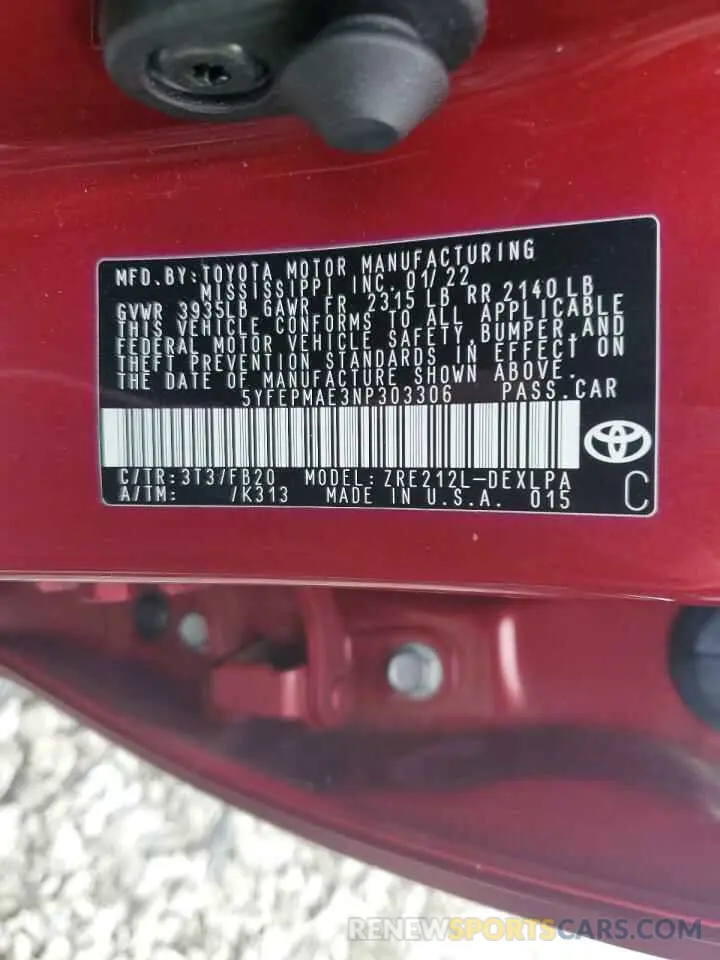 MFD. BY: TOYOTA MOTOR MANUFACTURING
MISSISSIPPI INC. 01/22
GVWR 3935LB GAWR FR 2315 LB RR 2140 LB
THIS VEHICLE CONFORMS TO ALL APPLICABLE
FEDERAL MOTOR VEHICLE SAFETY, BUMPER, AND
THEFT PREVENTION STANDARDS IN EFFECT ON
THE DATE OF MANUFACTURE SHOWN ABOVE.
5YFEPMAE3NP303306 PASS. CAR
C/TR: 3T3/FB20 MODEL: ZRE212L-DEXLPA
A/TM: /K313 MADE IN U.S.A. 015 C
RENEWSPORTSCARS.COM